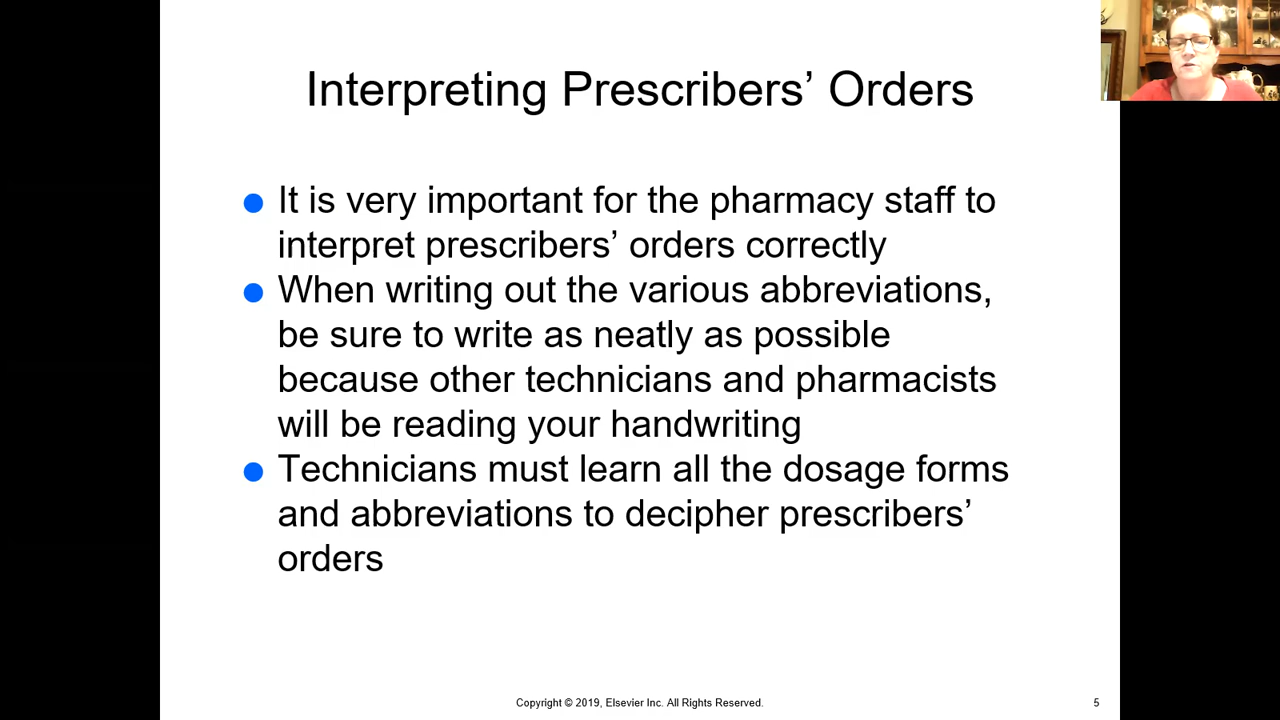 Interpreting Prescribers’ Orders
It is very important for the pharmacy staff to
interpret prescribers’ orders correctly
When writing out the various abbreviations,
be sure to write as neatly as possible
because other technicians and pharmacists
will be reading your handwriting
Technicians must learn all the dosage forms
and abbreviations to decipher prescribers’
orders
Copyright © 2019, Elsevier Inc. All Rights Reserved.
5